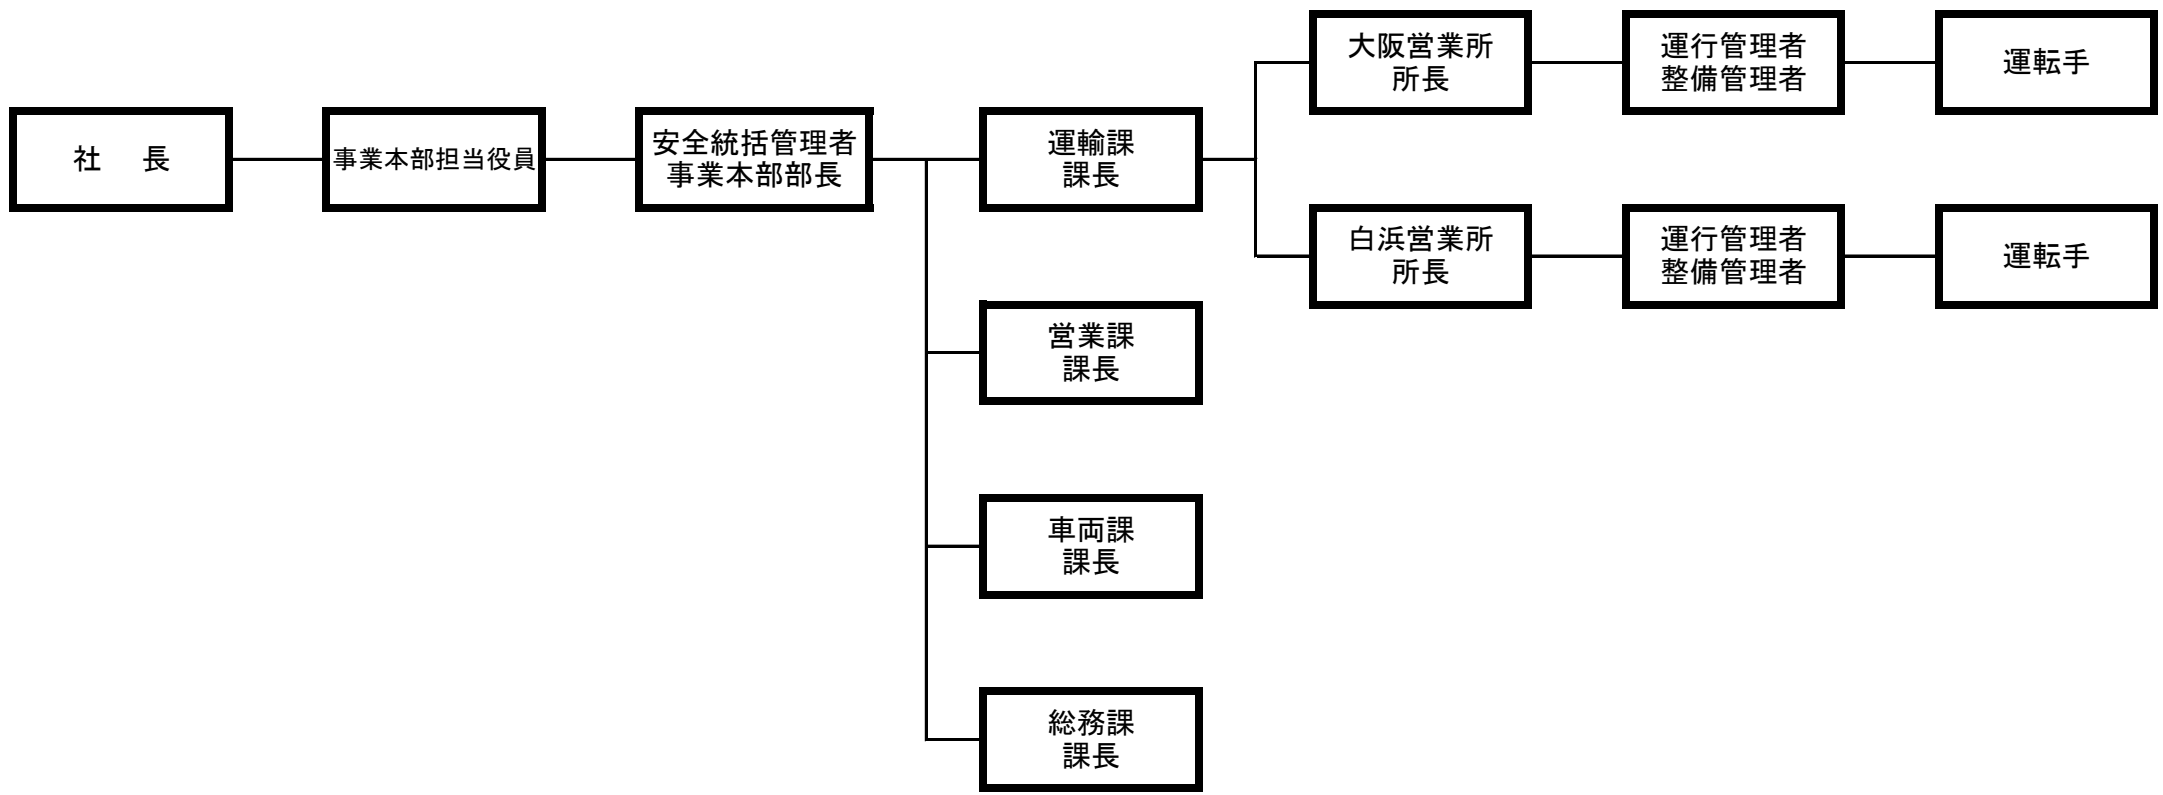 社　長
事業本部担当役員
安全統括管理者
事業本部部長
運輸課
課長
大阪営業所
所長
運行管理者
整備管理者
運転手
白浜営業所
所長
運行管理者
整備管理者
運転手
営業課
課長
車両課
課長
総務課
課長